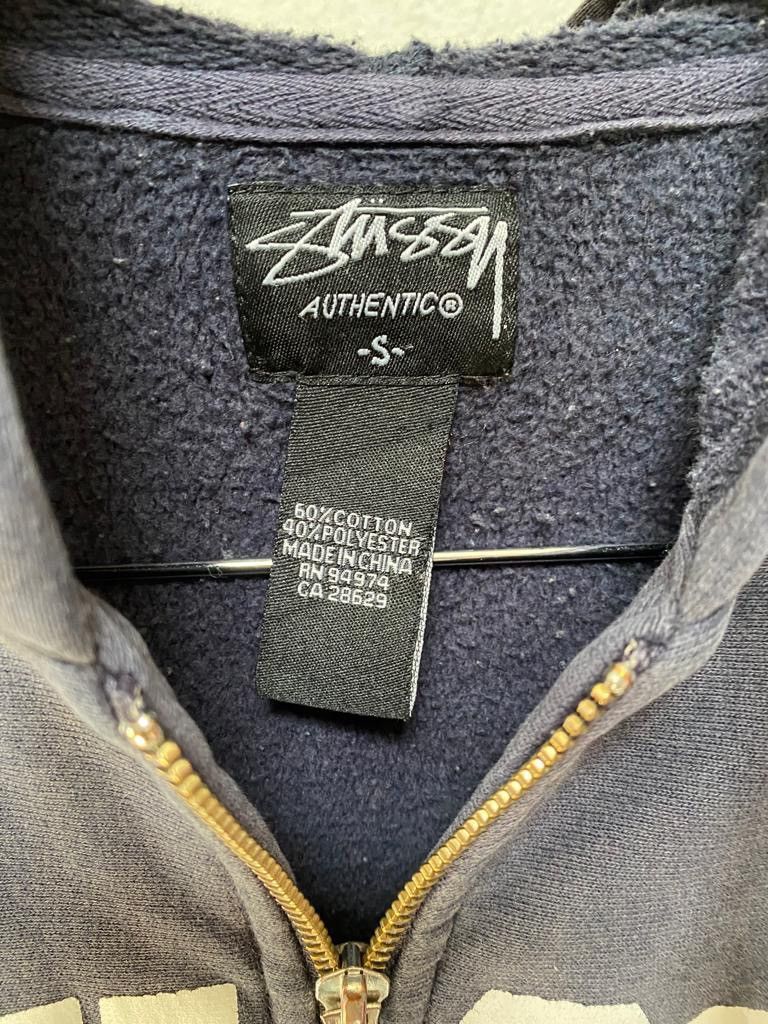 Stüssy
AUTHENTIC®
-S-
60%COTTON
40%POLYESTER
MADE IN CHINA
RN 94974
CA 28629